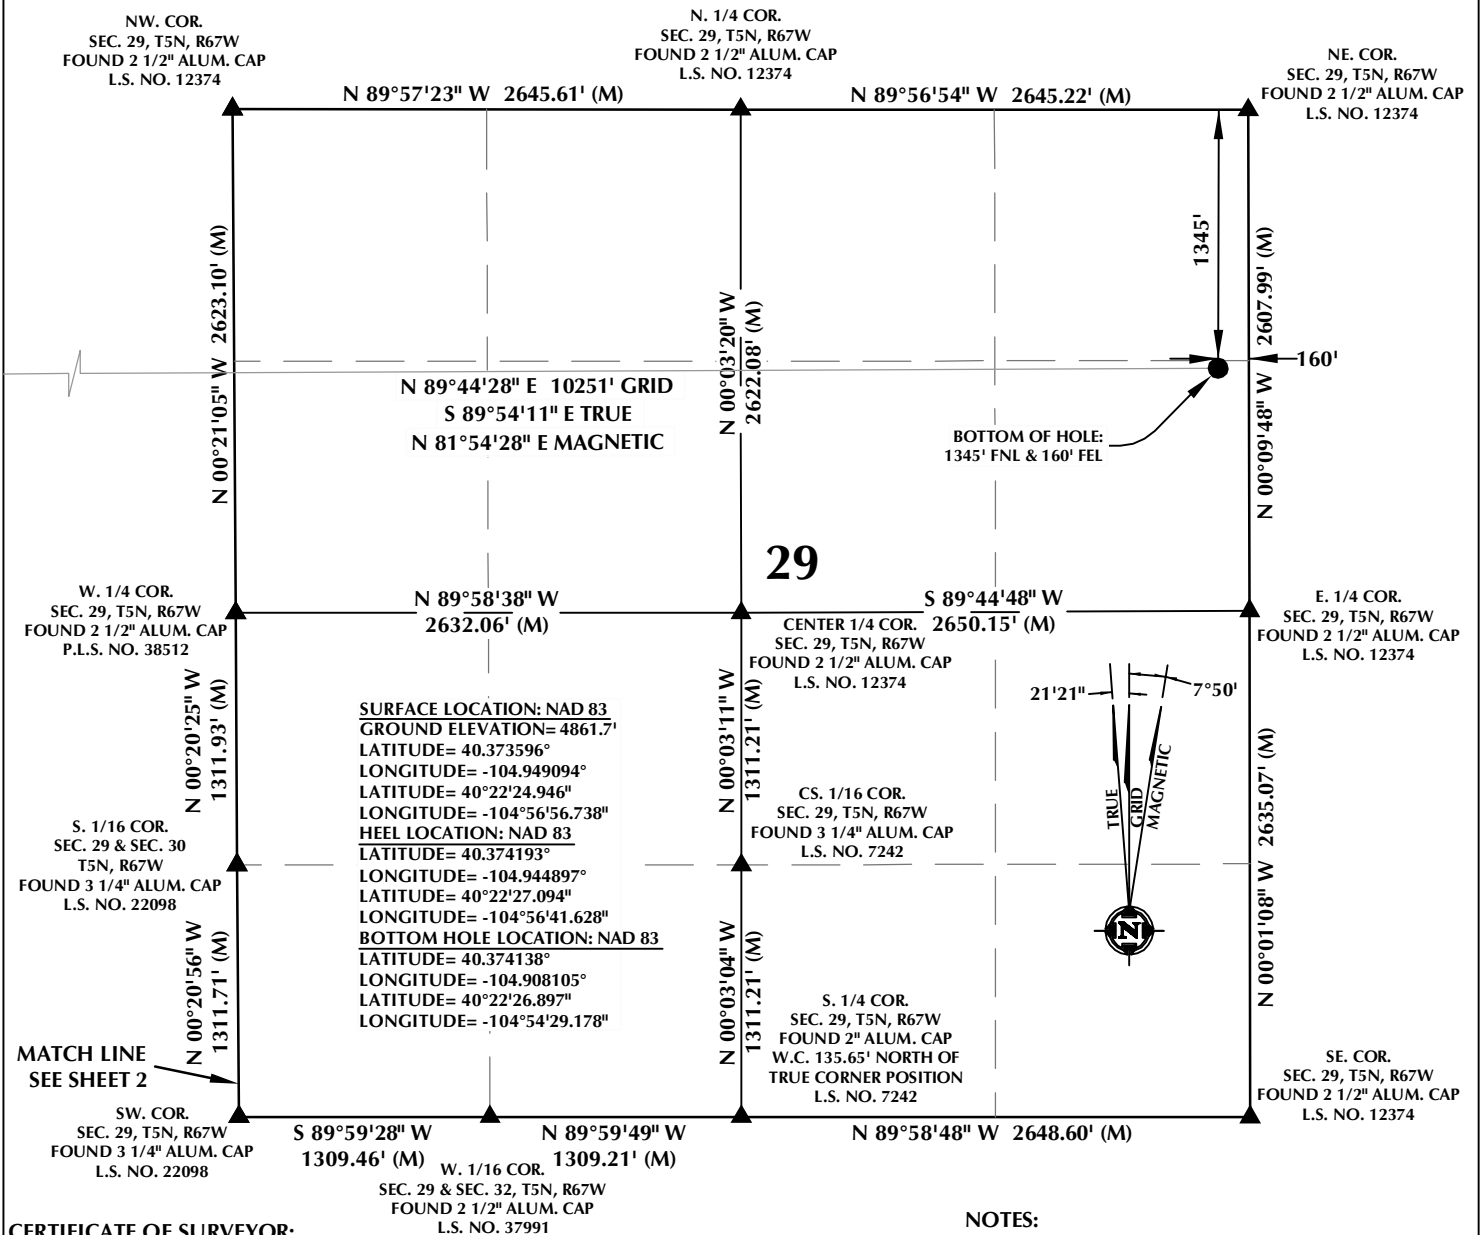 NW. COR.
SEC. 29, T5N, R67W
FOUND 2 1/2" ALUM. CAP
L.S. NO. 12374
N. 1/4 COR.
SEC. 29, T5N, R67W
FOUND 2 1/2" ALUM. CAP
L.S. NO. 12374
NE. COR.
SEC. 29, T5N, R67W
FOUND 2 1/2" ALUM. CAP
L.S. NO. 12374
N 89°57'23" W 2645.61' (M)
N 89°56'54" W 2645.22' (M)
N 00°21'05" W 2623.10' (M)
N 00°03'20" W
2622.08' (M)
1345'
N 00°09'48" W 2607.99' (M)
160'
N 89°44'28" E 10251' GRID
S 89°54'11" E TRUE
N 81°54'28" E MAGNETIC
BOTTOM OF HOLE:
1345' FNL & 160' FEL
29
W. 1/4 COR.
SEC. 29, T5N, R67W
FOUND 2 1/2" ALUM. CAP
P.L.S. NO. 38512
N 89°58'38" W
2632.06' (M)
S 89°44'48" W
2650.15' (M)
CENTER 1/4 COR.
SEC. 29, T5N, R67W
FOUND 2 1/2" ALUM. CAP
L.S. NO. 12374
E. 1/4 COR.
SEC. 29, T5N, R67W
FOUND 2 1/2" ALUM. CAP
L.S. NO. 12374
N 00°20'25" W
1311.93' (M)
SURFACE LOCATION: NAD 83
GROUND ELEVATION= 4861.7'
LATITUDE= 40.373596°
LONGITUDE= -104.949094°
LATITUDE= 40°22'24.946"
LONGITUDE= -104°56'56.738"
HEEL LOCATION: NAD 83
LATITUDE= 40.374193°
LONGITUDE= -104.944897°
LATITUDE= 40°22'27.094"
LONGITUDE= -104°56'41.628"
BOTTOM HOLE LOCATION: NAD 83
LATITUDE= 40.374138°
LONGITUDE= -104.908105°
LATITUDE= 40°22'26.897"
LONGITUDE= -104°54'29.178"
N 00°03'11" W
1311.21' (M)
21'21"
7°50'
TRUE
GRID
MAGNETIC
N
N 00°01'08" W 2635.07' (M)
S. 1/16 COR.
SEC. 29 & SEC. 30
T5N, R67W
FOUND 3 1/4" ALUM. CAP
L.S. NO. 22098
CS. 1/16 COR.
SEC. 29, T5N, R67W
FOUND 3 1/4" ALUM. CAP
L.S. NO. 7242
N 00°20'56" W
1311.71' (M)
N 00°03'04" W
1311.21' (M)
S. 1/4 COR.
SEC. 29, T5N, R67W
FOUND 2" ALUM. CAP
W.C. 135.65' NORTH OF
TRUE CORNER POSITION
L.S. NO. 7242
MATCH LINE
SEE SHEET 2
SW. COR.
SEC. 29, T5N, R67W
FOUND 3 1/4" ALUM. CAP
L.S. NO. 22098
SE. COR.
SEC. 29, T5N, R67W
FOUND 2 1/2" ALUM. CAP
L.S. NO. 12374
S 89°59'28" W
1309.46' (M)
N 89°59'49" W
1309.21' (M)
N 89°58'48" W 2648.60' (M)
W. 1/16 COR.
SEC. 29 & SEC. 32, T5N, R67W
FOUND 2 1/2" ALUM. CAP
L.S. NO. 37991
CERTIFICATE OF SURVEYOR:
NOTES: